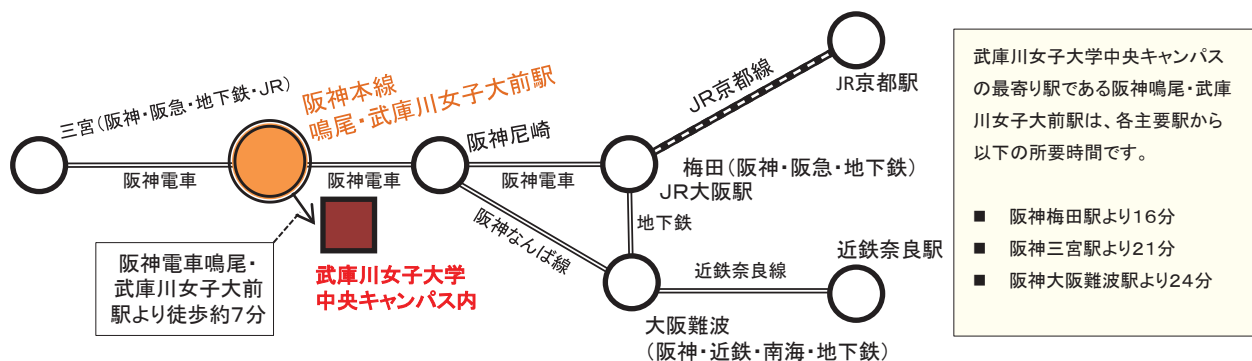 三宮(阪神・阪急・地下鉄・JR)
阪神本線
鳴尾・武庫川女子大前駅
阪神尼崎
JR京都線
JR京都駅
梅田(阪神・阪急・地下鉄)
JR大阪駅
阪神電車
阪神電車
阪神電車
地下鉄
阪神なんば線
近鉄奈良線
近鉄奈良駅
大阪難波
(阪神・近鉄・南海・地下鉄)
阪神電車鳴尾・
武庫川女子大前
駅より徒歩約7分
武庫川女子大学
中央キャンパス内
武庫川女子大学中央キャンパス
の最寄り駅である阪神鳴尾・武庫
川女子大前駅は、各主要駅から
以下の所要時間です。
■ 阪神梅田駅より16分
■ 阪神三宮駅より21分
■ 阪神大阪難波駅より24分